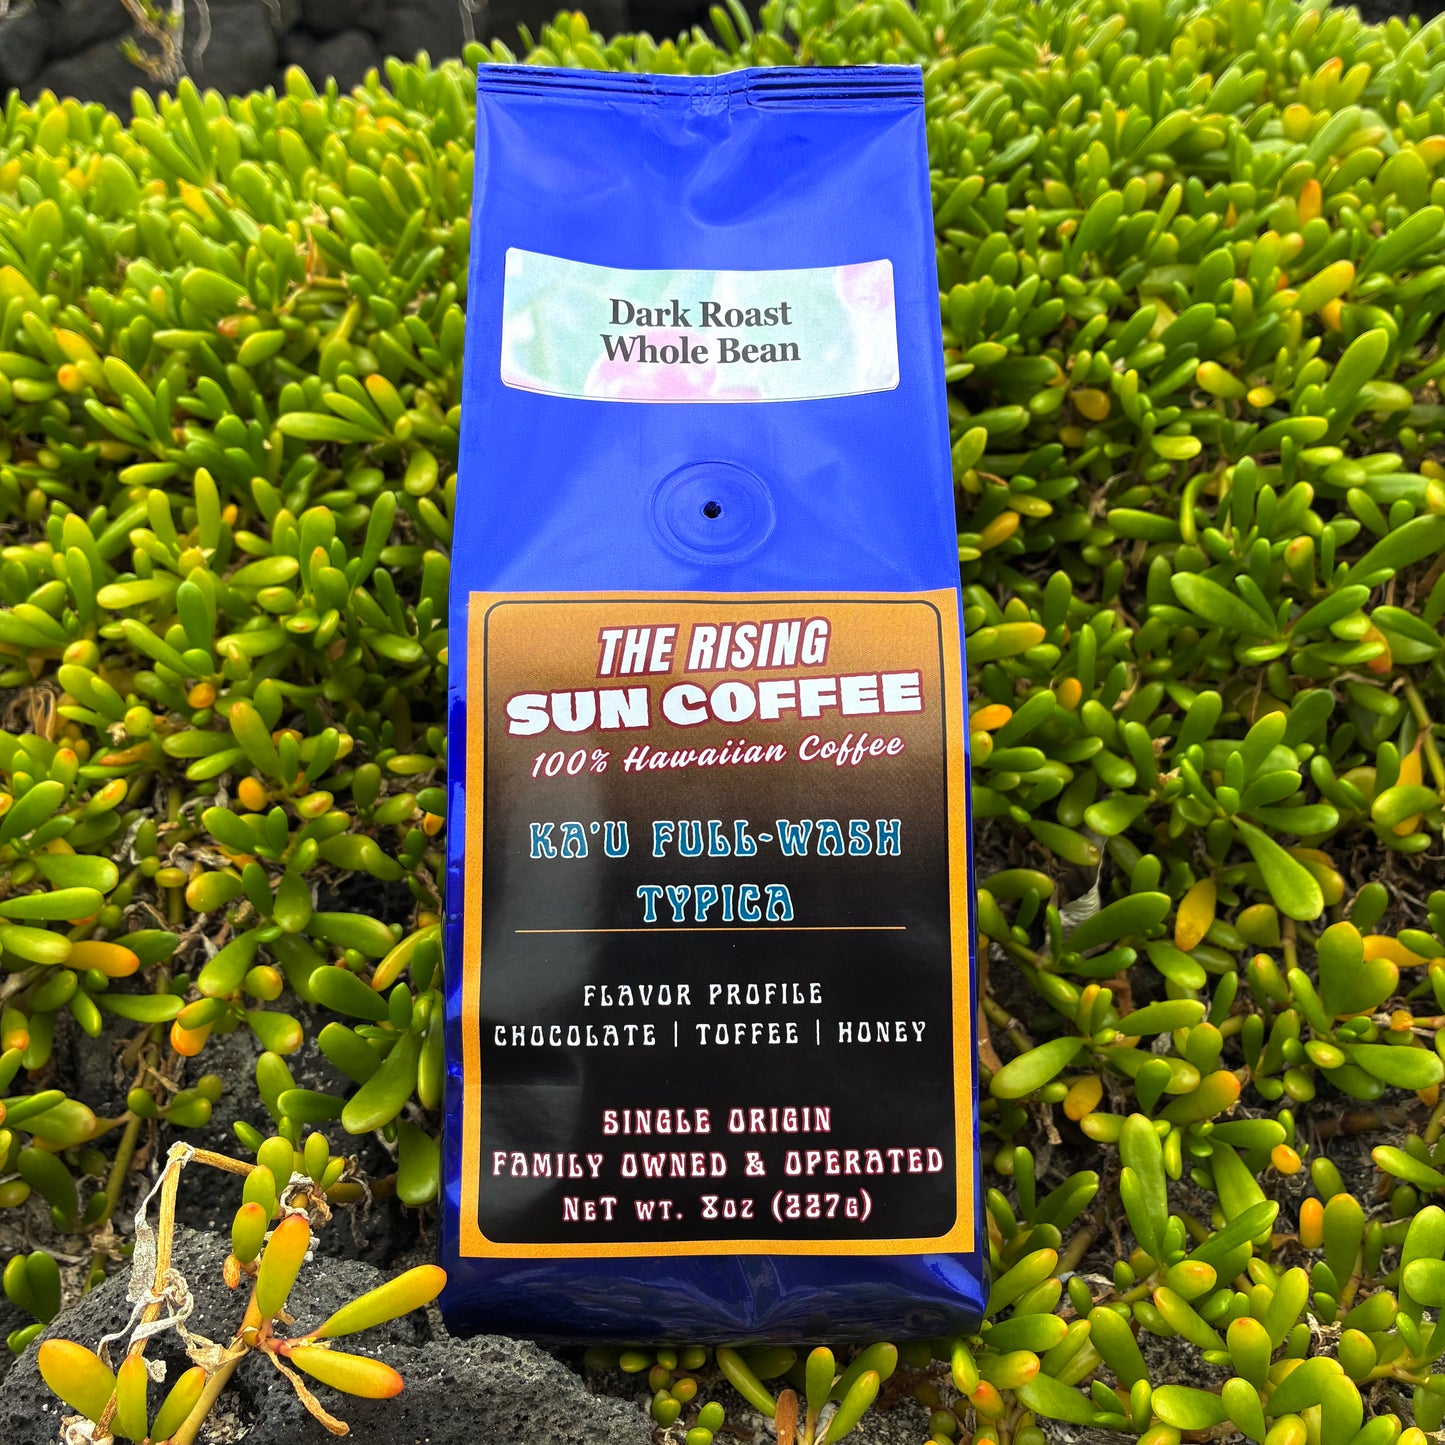 Dark Roast
Whole Bean
THE RISING
SUN COFFEE
100% Hawaiian Coffee
KA'U FULL-WASH
TYPICA
FLAVOR PROFILE
CHOCOLATE | TOFFEE | HONEY
SINGLE ORIGIN
FAMILY OWNED & OPERATED
NET WT. 8OZ (227G)